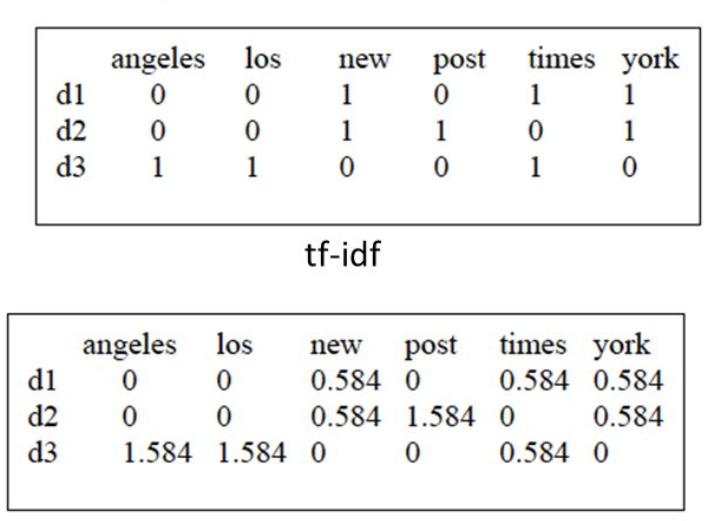 angeles los new post times york
d1 0 0 1 0 1 1
d2 0 0 1 1 0 1
d3 1 1 0 0 1 0
tf-idf
angeles los new post times york
d1 0 0 0.584 0 0.584 0.584
d2 0 0 0.584 1.584 0 0.584
d3 1.584 1.584 0 0 0.584 0